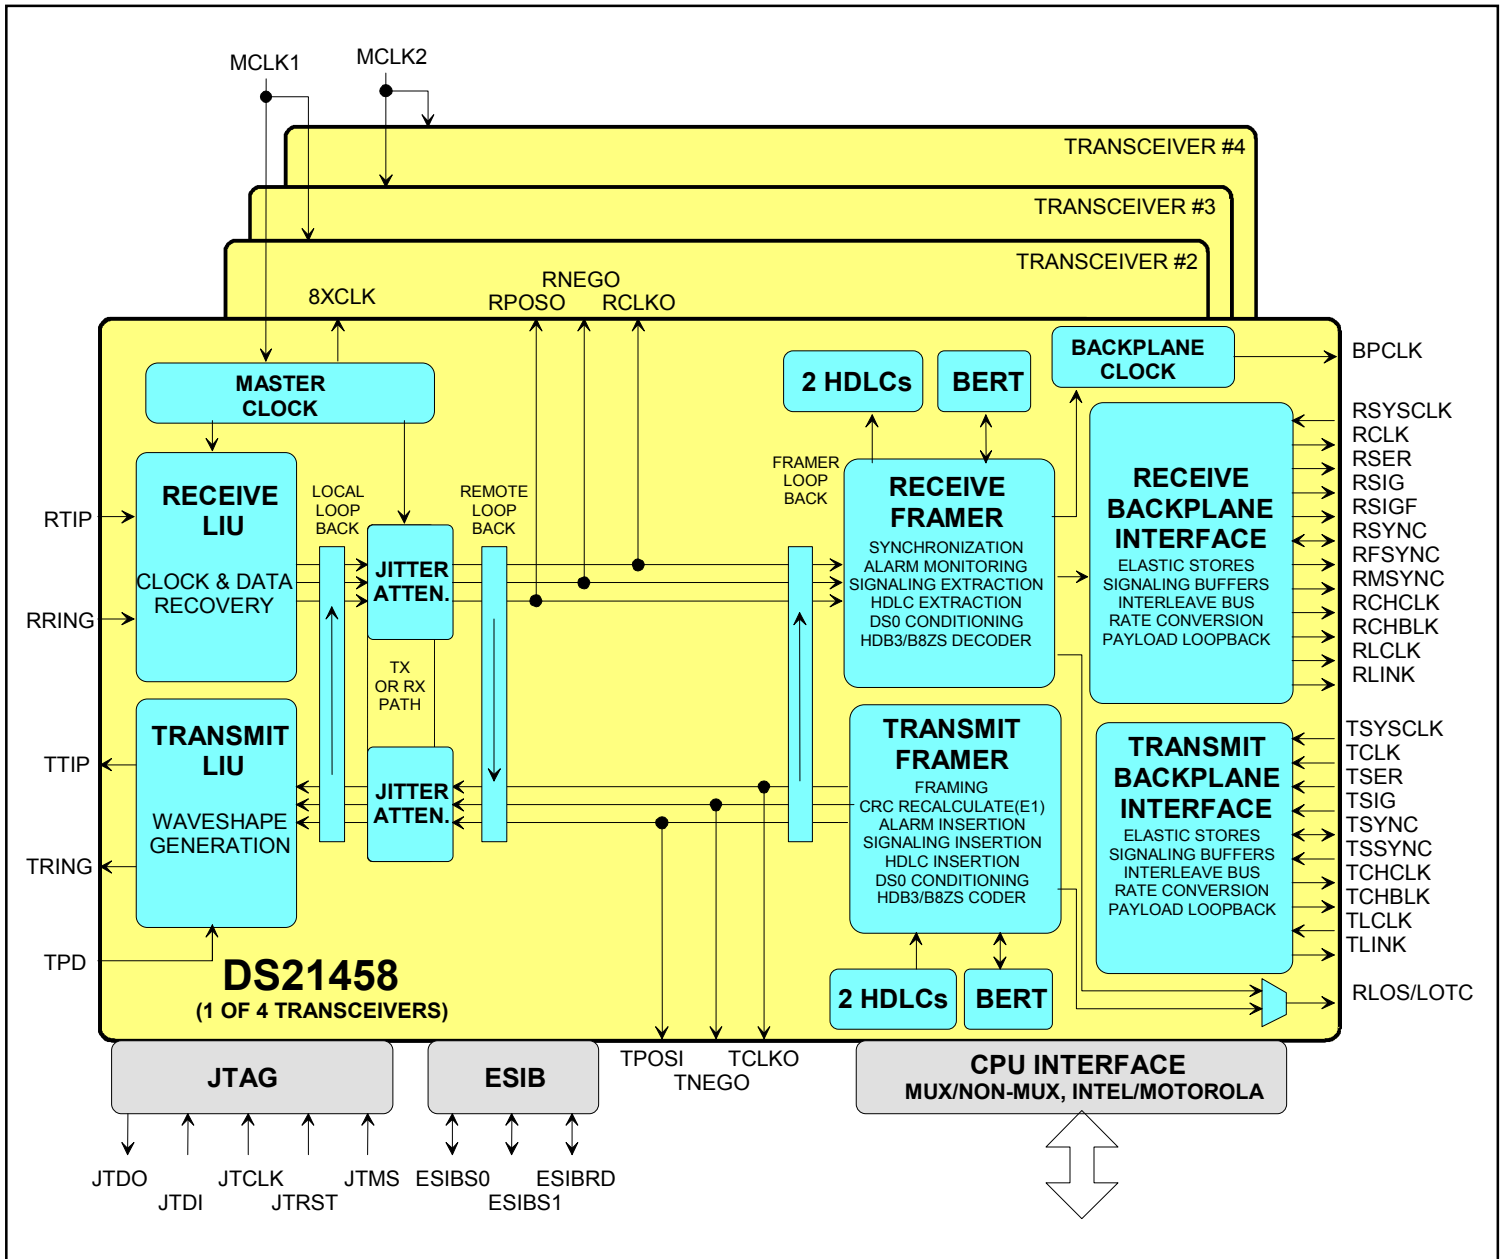 MCLK1
MCLK2
TRANSCEIVER #4
TRANSCEIVER #3
TRANSCEIVER #2
8XCLK
RPOSO
RNEGO
RCLKO
MASTER
CLOCK
2 HDLCs
BERT
BACKPLANE
CLOCK
BPCLK
RTIP
RRING
RECEIVE
LIU
CLOCK & DATA
RECOVERY
LOCAL
LOOP
BACK
JITTER
ATTEN.
REMOTE
LOOP
BACK
FRAMER
LOOP
BACK
RECEIVE
FRAMER
SYNCHRONIZATION
ALARM MONITORING
SIGNALING EXTRACTION
HDLC EXTRACTION
DS0 CONDITIONING
HDB3/B8ZS DECODER
RECEIVE
BACKPLANE
INTERFACE
ELASTIC STORES
SIGNALING BUFFERS
INTERLEAVE BUS
RATE CONVERSION
PAYLOAD LOOPBACK
RSYSCLK
RCLK
RSER
RSIG
RSIGF
RSYNC
RFSYNC
RMSYNC
RCHCLK
RCHBLK
RLCLK
RLINK
TX
OR RX
PATH
TTIP
TRING
TPD
TRANSMIT
LIU
WAVESHAPE
GENERATION
JITTER
ATTEN.
TRANSMIT
FRAMER
FRAMING
CRC RECALCULATE(E1)
ALARM INSERTION
SIGNALING INSERTION
HDLC INSERTION
DS0 CONDITIONING
HDB3/B8ZS CODER
TRANSMIT
BACKPLANE
INTERFACE
ELASTIC STORES
SIGNALING BUFFERS
INTERLEAVE BUS
RATE CONVERSION
PAYLOAD LOOPBACK
TSYSCLK
TCLK
TSER
TSIG
TSYNC
TSSYNC
TCHCLK
TCHBLK
TLCLK
TLINK
RLOS/LOTC
DS21458
(1 OF 4 TRANSCEIVERS)
2 HDLCs
BERT
TPOSI
TNEGO
TCLKO
JTAG
ESIB
CPU INTERFACE
MUX/NON-MUX, INTEL/MOTOROLA
JTDO
JTDI
JTCLK
JTRST
JTMS
ESIBS0
ESIBS1
ESIBRD